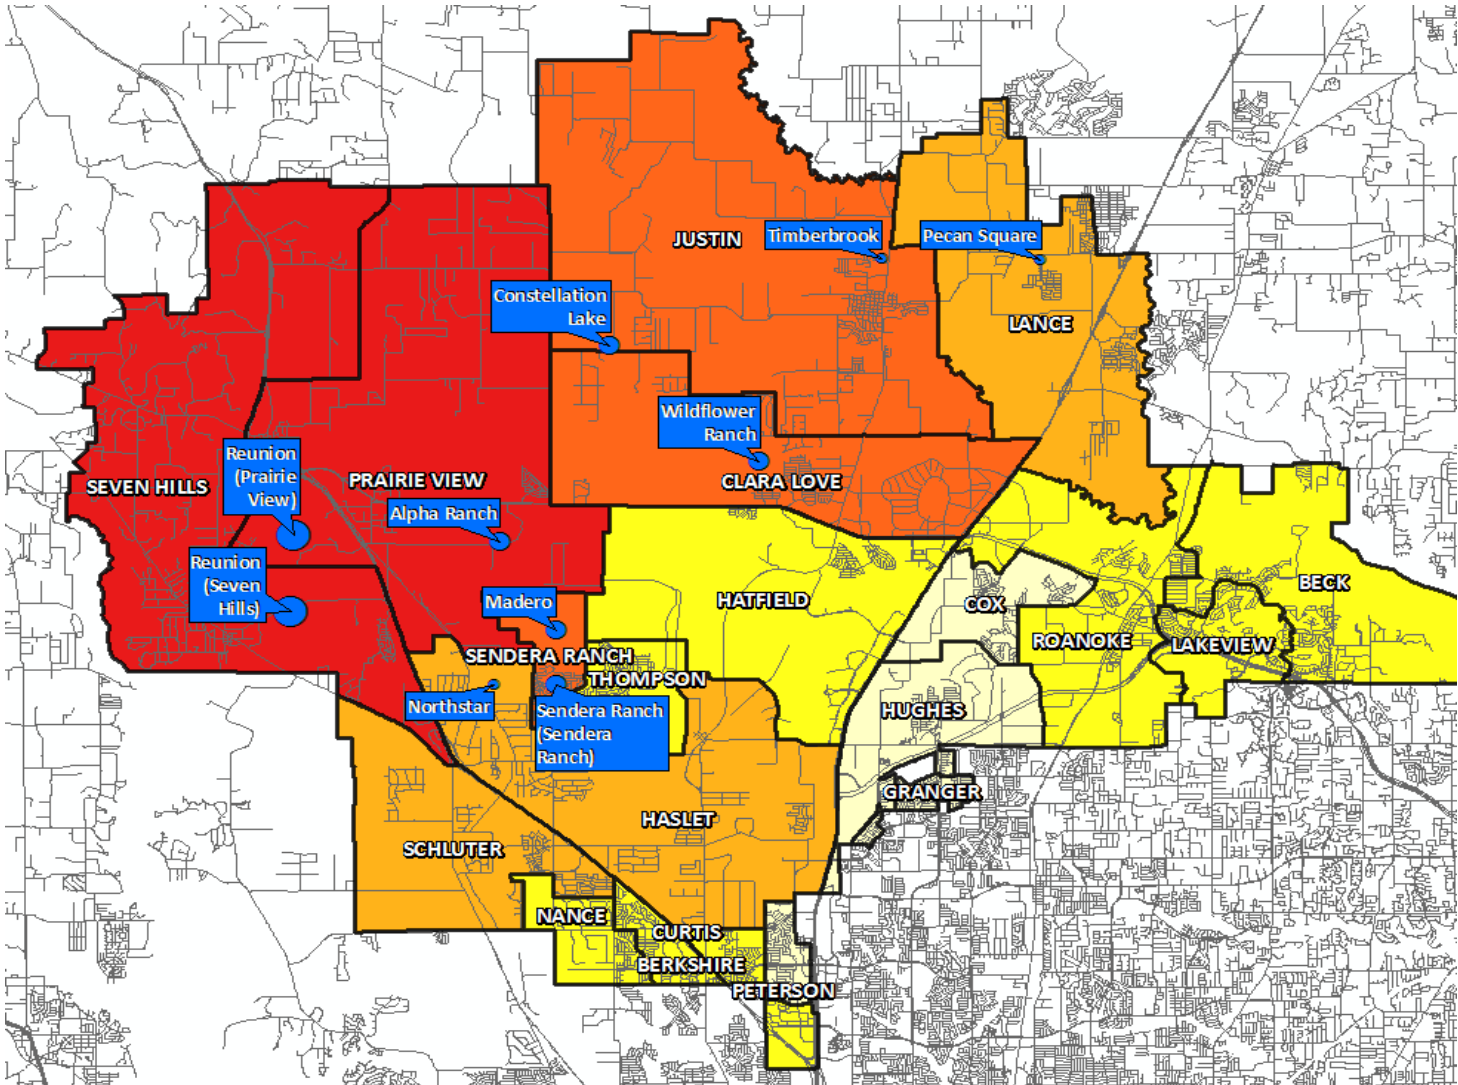 JUSTIN
Timberbrook
Pecan Square
Constellation
Lake
LANCE
Wildflower
Ranch
Reunion
(Prairie
View)
SEVEN HILLS
PRAIRIE VIEW
CLARA LOVE
Alpha Ranch
Reunion
(Seven
Hills)
Madero
HATFIELD
COX
BECK
ROANOKE
LAKEVIEW
SENDERA RANCH
THOMPSON
Northstar
Sendera Ranch
(Sendera
Ranch)
HUGHES
GRANGER
HASLET
SCHLUTER
NANCE
CURTIS
BERKSHIRE
PETERSON